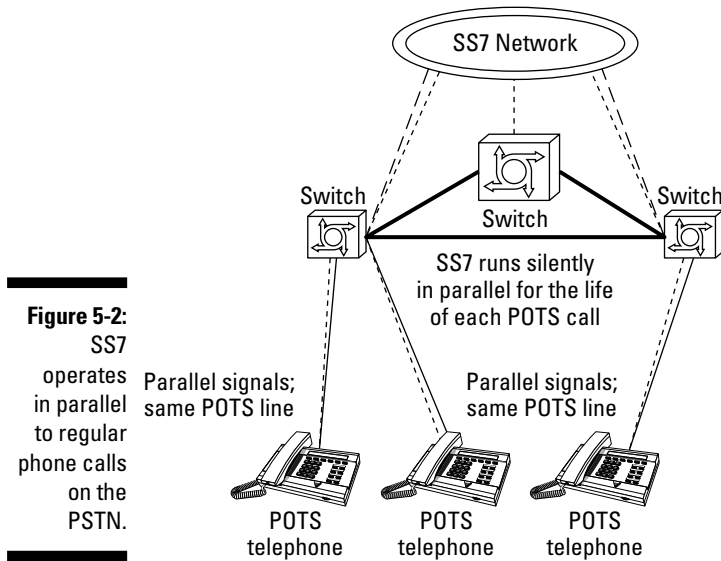 SS7 Network
Switch
Switch
Switch
SS7 runs silently
in parallel for the life
of each POTS call
Figure 5-2:
SS7
operates
in parallel
to regular
phone calls
on the
PSTN.
Parallel signals;
same POTS line
Parallel signals;
same POTS line
POTS
telephone
POTS
telephone
POTS
telephone